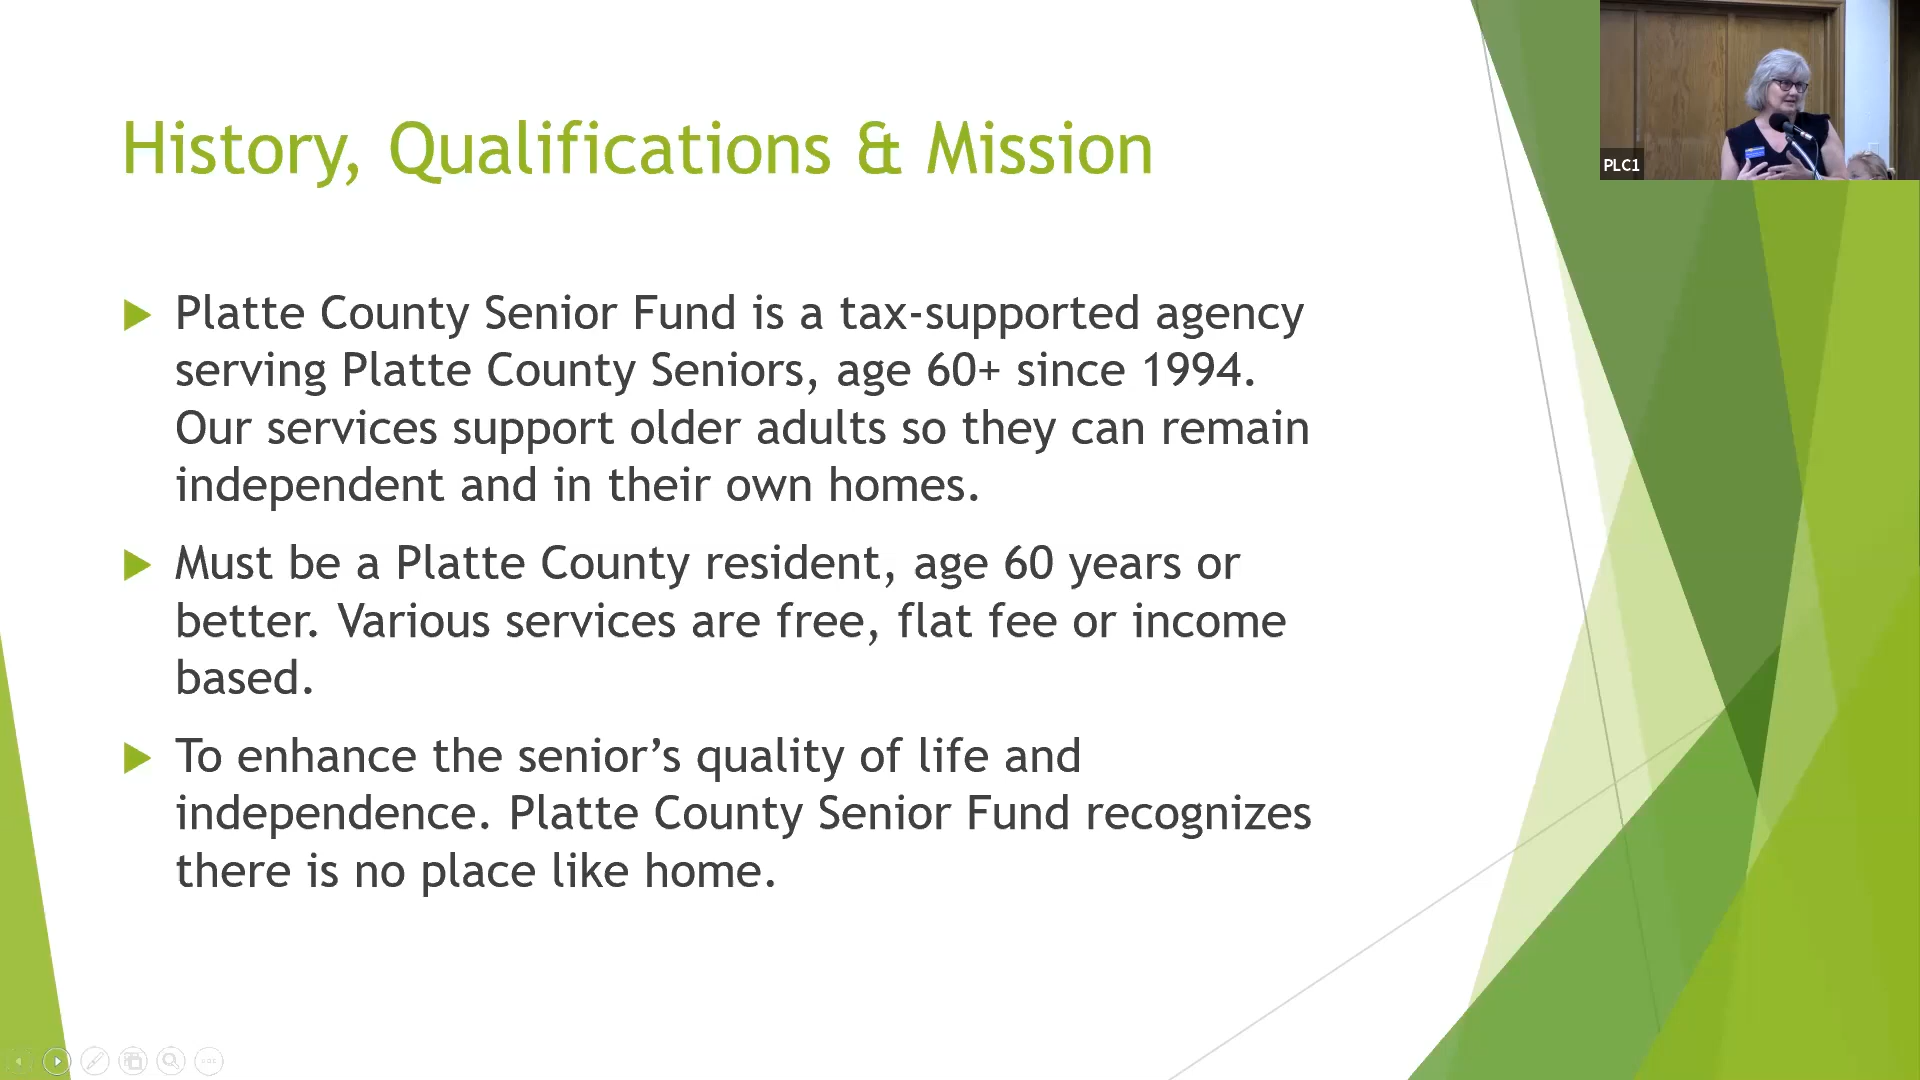 PLC1
History, Qualifications & Mission
Platte County Senior Fund is a tax-supported agency
serving Platte County Seniors, age 60+ since 1994.
Our services support older adults so they can remain
independent and in their own homes.
Must be a Platte County resident, age 60 years or
better. Various services are free, flat fee or income
based.
To enhance the senior’s quality of life and
independence. Platte County Senior Fund recognizes
there is no place like home.